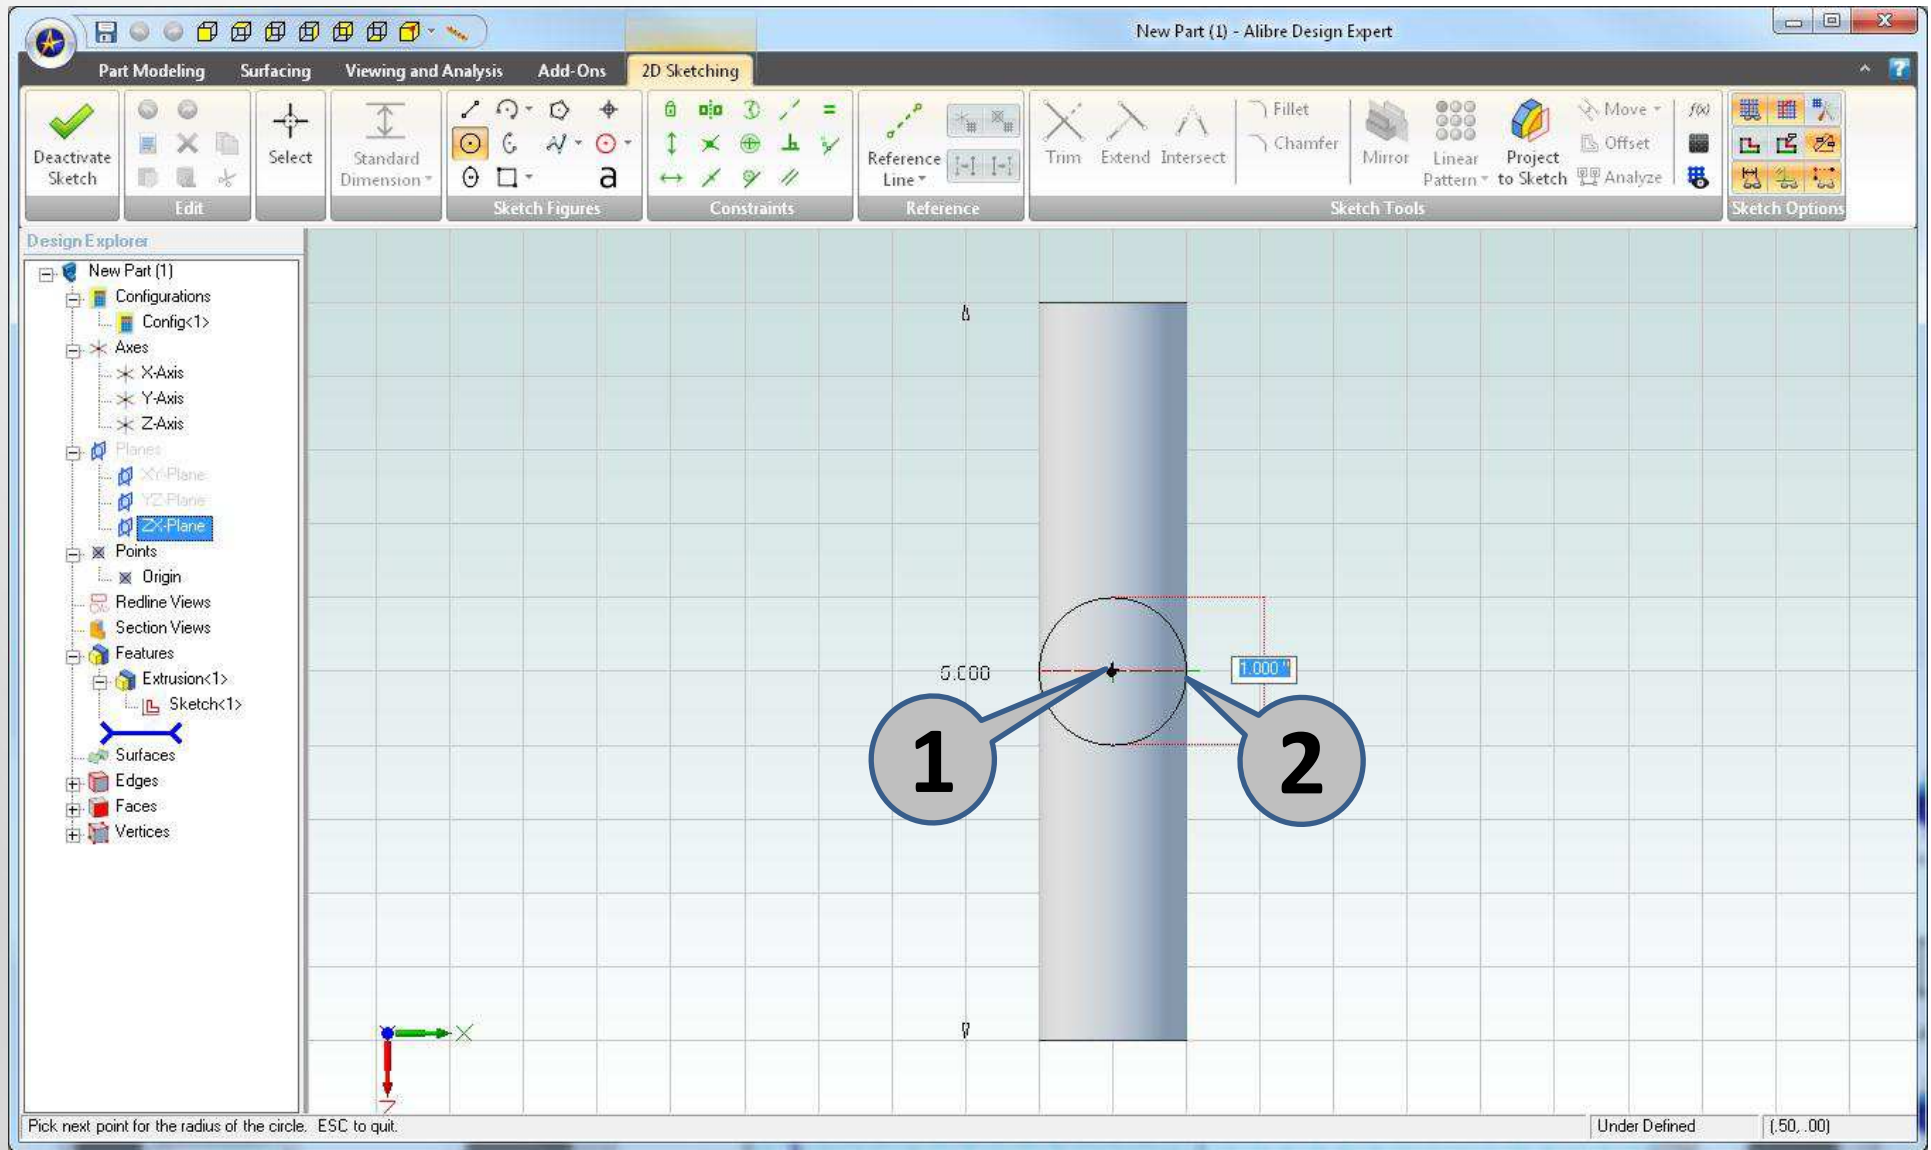 New Part (1) - Alibre Design Expert
Part Modeling Surfacing Viewing and Analysis Add-Ons 2D Sketching
Deactivate
Sketch
Edit
Select
Standard
Dimension
a
Sketch Figures
Constraints
Reference
Line
Reference
Trim Extend Intersect
Fillet
Chamfer
Mirror
Linear
Pattern
Project
to Sketch
Move
Offset
Analyze
f(x)
Sketch Tools
Sketch Options
Design Explorer
New Part (1)
Configurations
Config<1>
Axes
X-Axis
Y-Axis
Z-Axis
Planes
XY-Plane
YZ-Plane
ZX-Plane
Points
Origin
Redline Views
Section Views
Features
Extrusion<1>
Sketch<1>
Surfaces
Edges
Faces
Vertices
5.000
1.000 "
1
2
X
Z
Pick next point for the radius of the circle. ESC to quit.
Under Defined
(.50, .00)